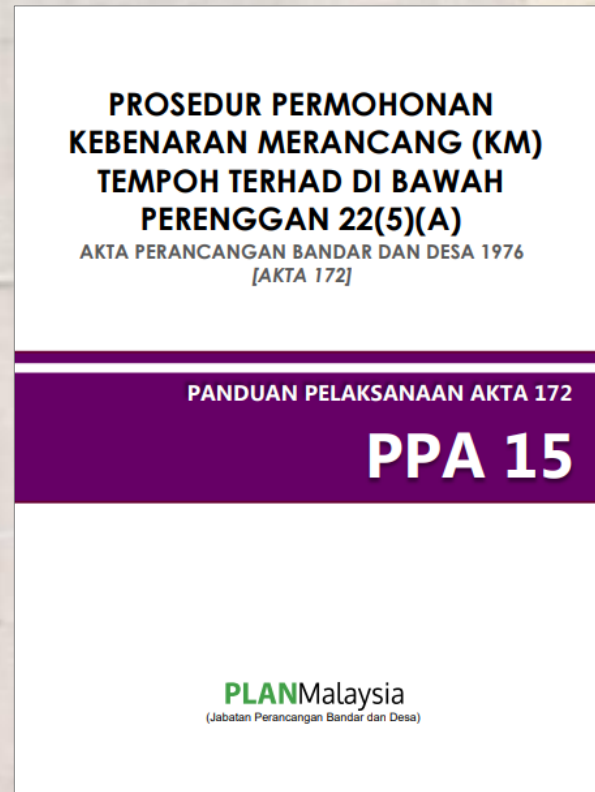 PROSEDUR PERMOHONAN
KEBENARAN MERANCANG (KM)
TEMPOH TERHAD DI BAWAH
PERENGGAN 22(5)(A)
AKTA PERANCANGAN BANDAR DAN DESA 1976
[AKTA 172]
PANDUAN PELAKSANAAN AKTA 172
PPA 15
PLANMalaysia
(Jabatan Perancangan Bandar dan Desa)